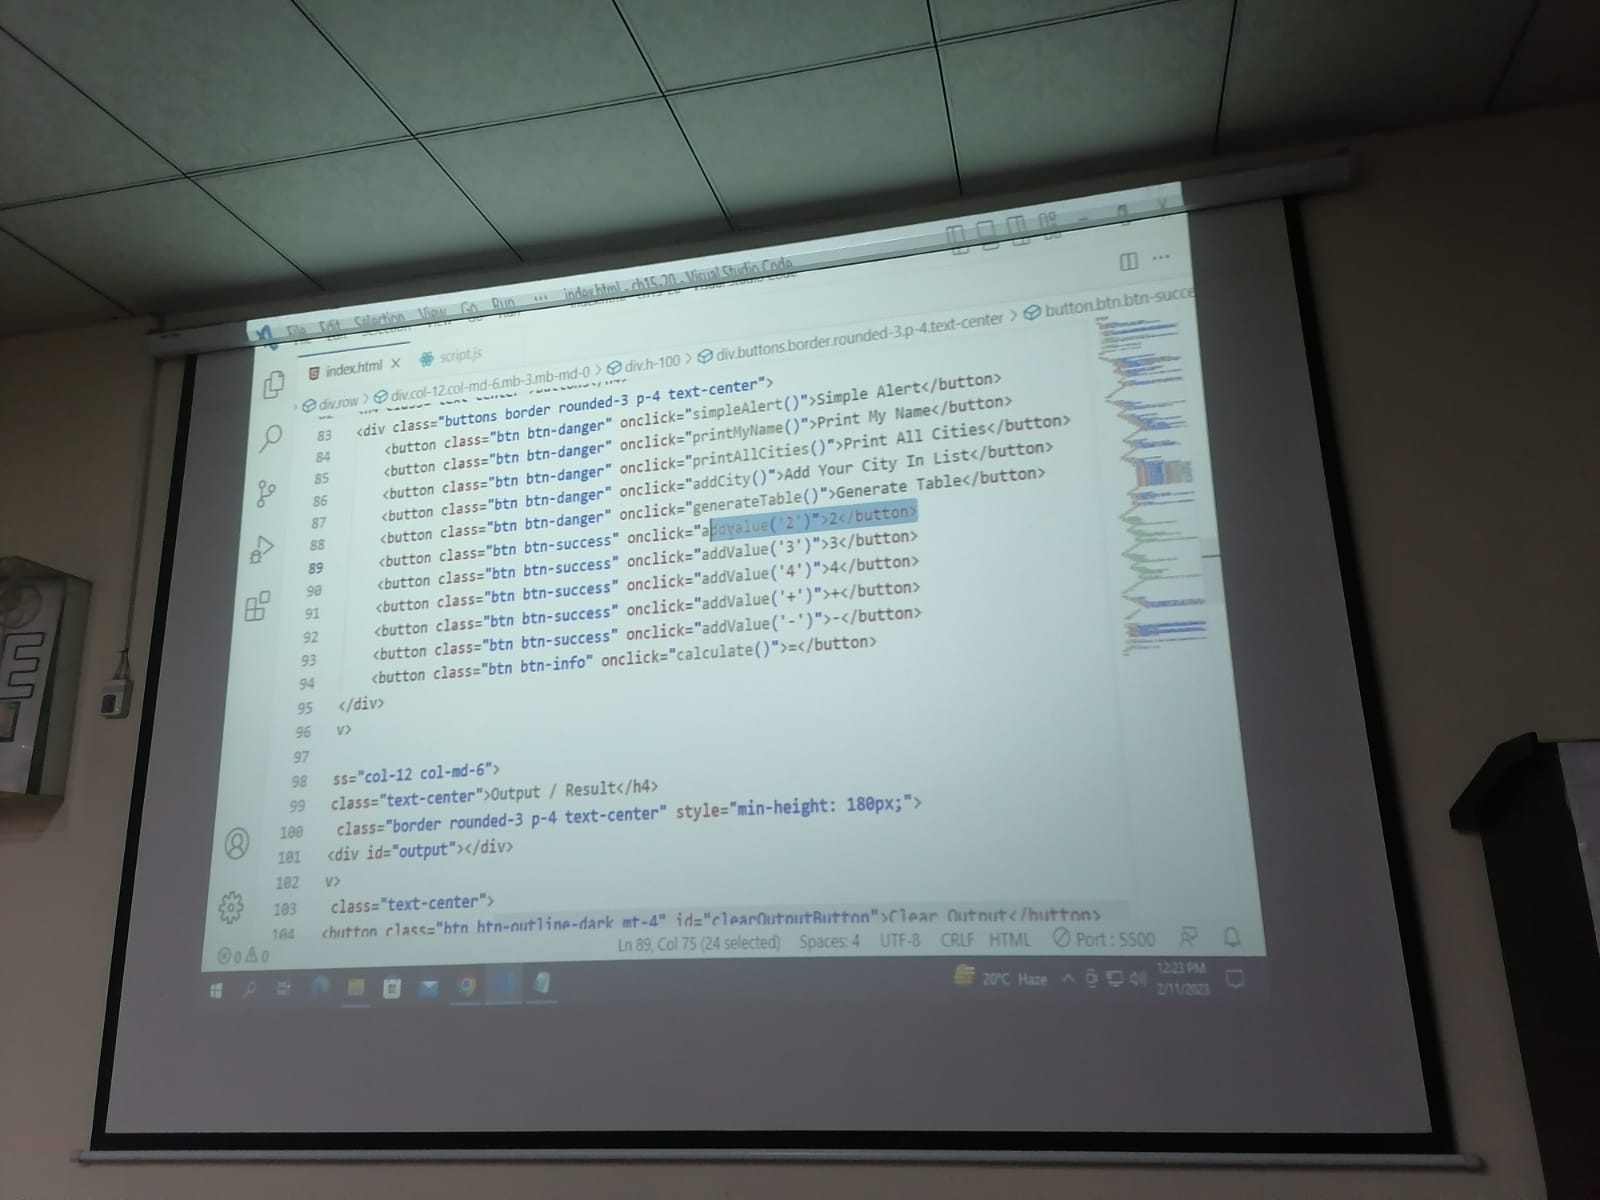 File Edit Selection View Go Run ... index.html - ch15-20 - Visual Studio Code
index.html × script.js
div.row > div.col-12.col-md-6.mb-3.mb-md-0 > div.h-100 > div.buttons.border.rounded-3.p-4.text-center > button.btn.btn-succe
83 <div class="buttons border rounded-3 p-4 text-center">
84 <button class="btn btn-danger" onclick="simpleAlert()">Simple Alert</button>
85 <button class="btn btn-danger" onclick="printMyName()">Print My Name</button>
86 <button class="btn btn-danger" onclick="printAllCities()">Print All Cities</button>
87 <button class="btn btn-danger" onclick="addCity()">Add Your City In List</button>
88 <button class="btn btn-danger" onclick="generateTable()">Generate Table</button>
89 <button class="btn btn-success" onclick="addValue('2')">2</button>
90 <button class="btn btn-success" onclick="addValue('3')">3</button>
91 <button class="btn btn-success" onclick="addValue('4')">4</button>
92 <button class="btn btn-success" onclick="addValue('+')">+</button>
93 <button class="btn btn-success" onclick="addValue('-')">-</button>
94 <button class="btn btn-info" onclick="calculate()">=</button>
95 </div>
96 v>
97
98 ss="col-12 col-md-6">
99 class="text-center">Output / Result</h4>
100 class="border rounded-3 p-4 text-center" style="min-height: 180px;">
101 <div id="output"></div>
102 v>
103 class="text-center">
104 <button class="btn btn-outline-dark mt-4" id="clearOutputButton">Clear Output</button>
0 0 Ln 89, Col 75 (24 selected) Spaces: 4 UTF-8 CRLF HTML Port : 5500
20°C Haze 12:23 PM
2/11/2023
E